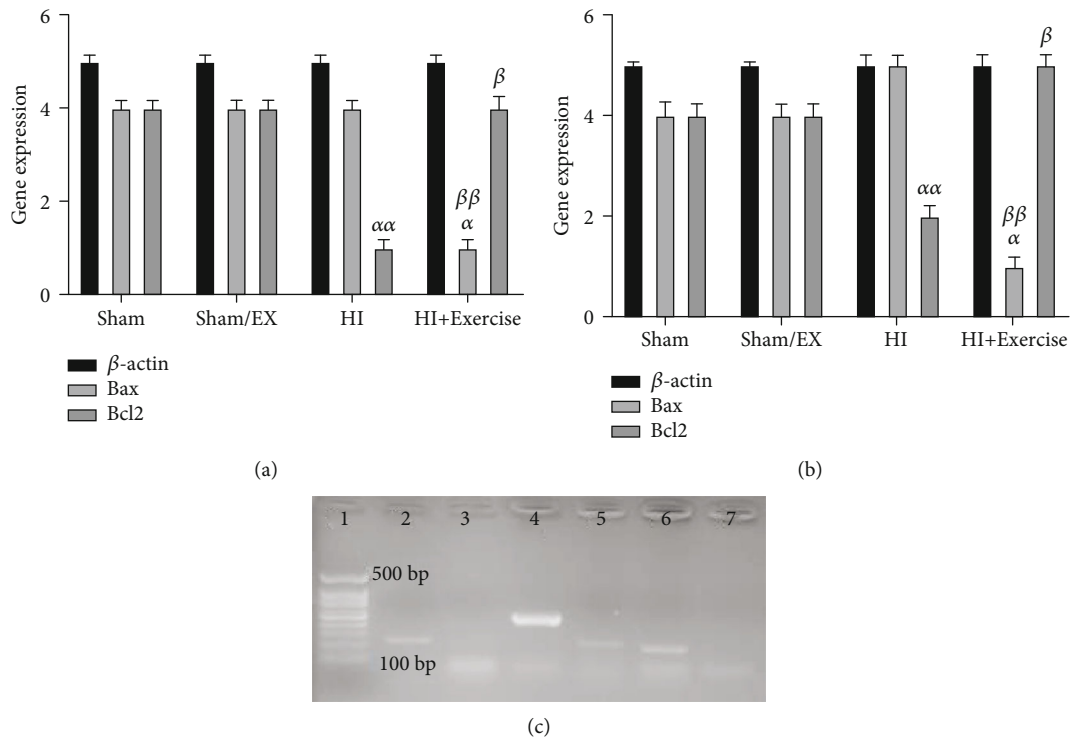 6
4
2
0
Gene expression
β
ββ
αα
α
Sham Sham/EX HI HI+Exercise
β-actin
Bax
Bcl2
(a)
6
4
2
0
Gene expression
β
αα
ββ
α
Sham Sham/EX HI HI+Exercise
β-actin
Bax
Bcl2
(b)
1 2 3 4 5 6 7
500 bp
100 bp
(c)